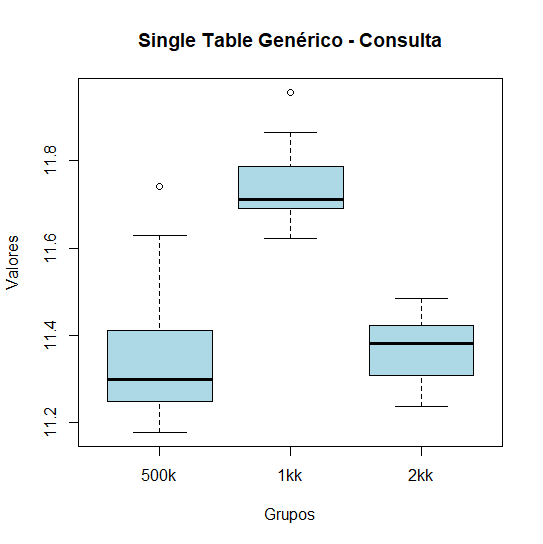 Single Table Genérico - Consulta
Valores
11.8
11.6
11.4
11.2
500k
1kk
2kk
Grupos